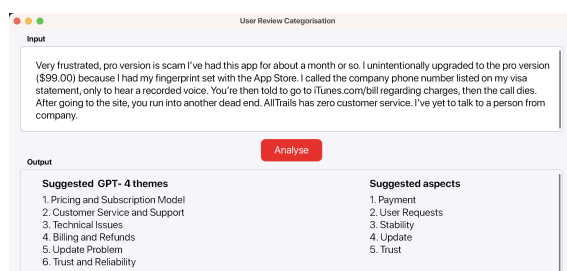 User Review Categorisation
Input
Very frustrated, pro version is scam I've had this app for about a month or so. I unintentionally upgraded to the pro version
($99.00) because I had my fingerprint set with the App Store. I called the company phone number listed on my visa
statement, only to hear a recorded voice. You're then told to go to iTunes.com/bill regarding charges, then the call dies.
After going to the site, you run into another dead end. AllTrails has zero customer service. I've yet to talk to a person from
company.
Analyse
Output
Suggested GPT- 4 themes
1. Pricing and Subscription Model
2. Customer Service and Support
3. Technical Issues
4. Billing and Refunds
5. Update Problem
6. Trust and Reliability
Suggested aspects
1. Payment
2. User Requests
3. Stability
4. Update
5. Trust